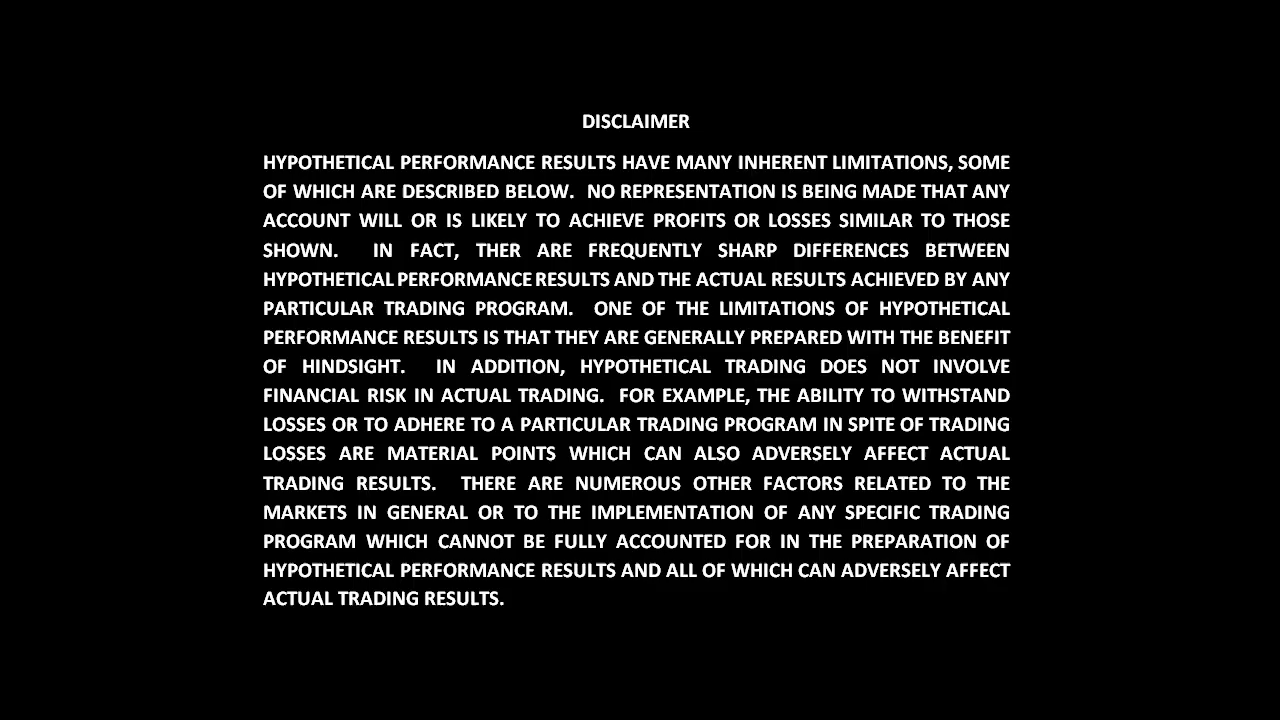 DISCLAIMER
HYPOTHETICAL PERFORMANCE RESULTS HAVE MANY INHERENT LIMITATIONS, SOME
OF WHICH ARE DESCRIBED BELOW. NO REPRESENTATION IS BEING MADE THAT ANY
ACCOUNT WILL OR IS LIKELY TO ACHIEVE PROFITS OR LOSSES SIMILAR TO THOSE
SHOWN. IN FACT, THER ARE FREQUENTLY SHARP DIFFERENCES BETWEEN
HYPOTHETICAL PERFORMANCE RESULTS AND THE ACTUAL RESULTS ACHIEVED BY ANY
PARTICULAR TRADING PROGRAM. ONE OF THE LIMITATIONS OF HYPOTHETICAL
PERFORMANCE RESULTS IS THAT THEY ARE GENERALLY PREPARED WITH THE BENEFIT
OF HINDSIGHT. IN ADDITION, HYPOTHETICAL TRADING DOES NOT INVOLVE
FINANCIAL RISK IN ACTUAL TRADING. FOR EXAMPLE, THE ABILITY TO WITHSTAND
LOSSES OR TO ADHERE TO A PARTICULAR TRADING PROGRAM IN SPITE OF TRADING
LOSSES ARE MATERIAL POINTS WHICH CAN ALSO ADVERSELY AFFECT ACTUAL
TRADING RESULTS. THERE ARE NUMEROUS OTHER FACTORS RELATED TO THE
MARKETS IN GENERAL OR TO THE IMPLEMENTATION OF ANY SPECIFIC TRADING
PROGRAM WHICH CANNOT BE FULLY ACCOUNTED FOR IN THE PREPARATION OF
HYPOTHETICAL PERFORMANCE RESULTS AND ALL OF WHICH CAN ADVERSELY AFFECT
ACTUAL TRADING RESULTS.